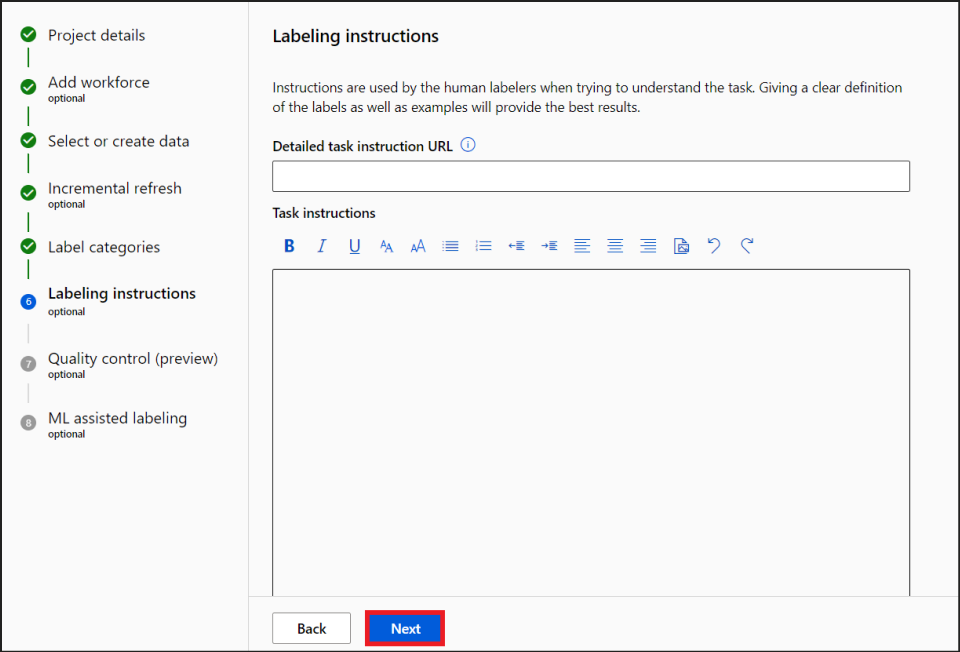 Project details
Add workforce
optional
Select or create data
Incremental refresh
optional
Label categories
6 Labeling instructions
optional
7 Quality control (preview)
optional
8 ML assisted labeling
optional
Labeling instructions
Instructions are used by the human labelers when trying to understand the task. Giving a clear definition
of the labels as well as examples will provide the best results.
Detailed task instruction URL
Task instructions
B I U AA AA
Back Next